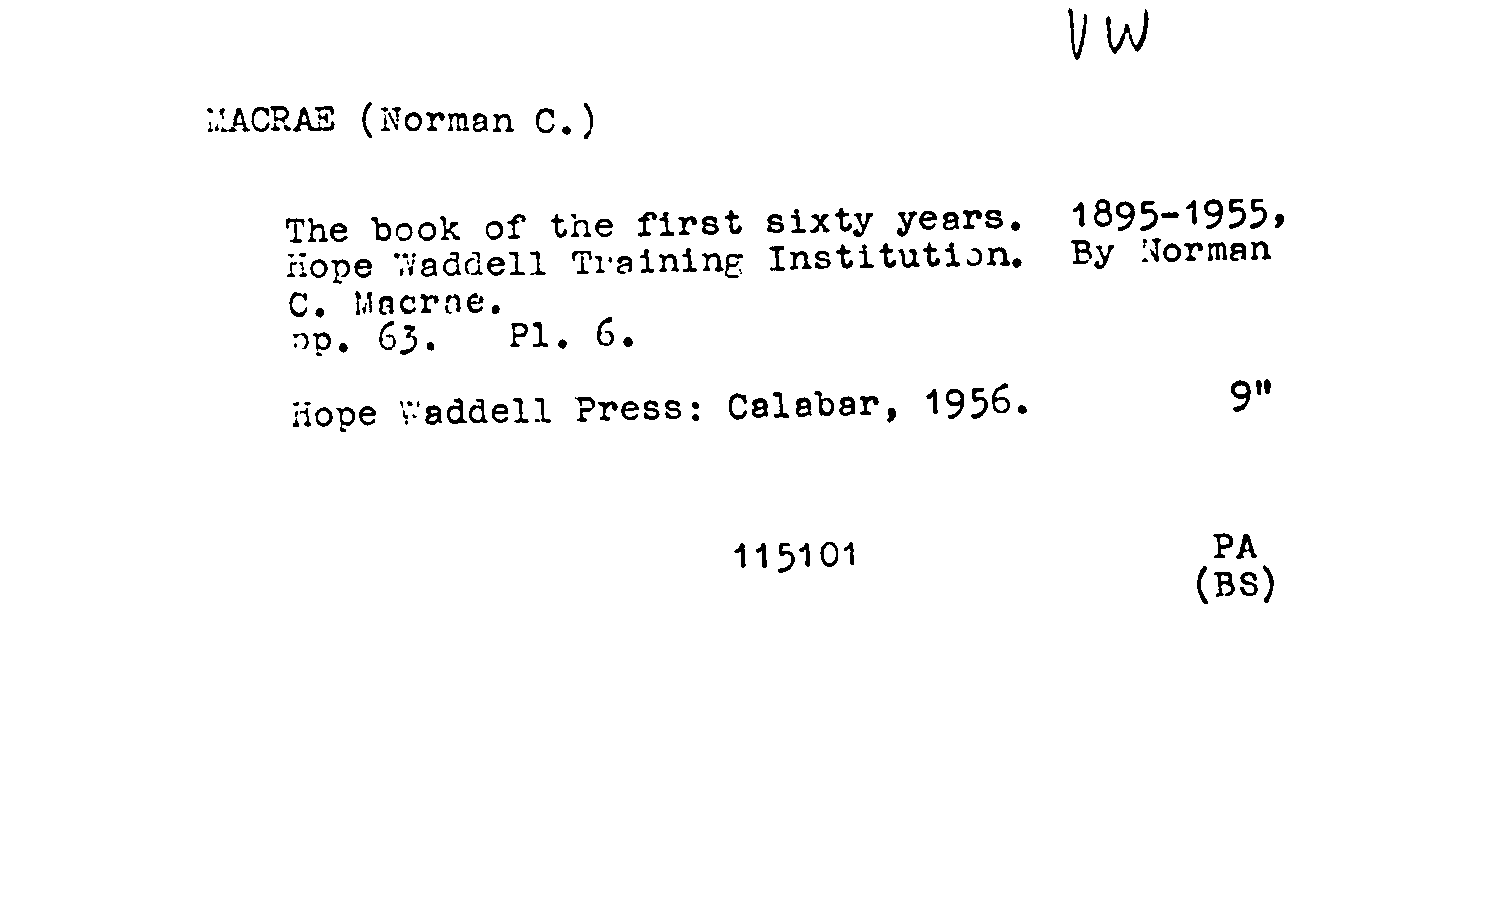 VW
MACRAE (Norman C.)
The book of the first sixty years. 1895-1955,
Hope Waddell Training Institution. By Norman
C. Macrae.
pp. 63. Pl. 6.
Hope Waddell Press: Calabar, 1956. 9"
115101 PA
(BS)